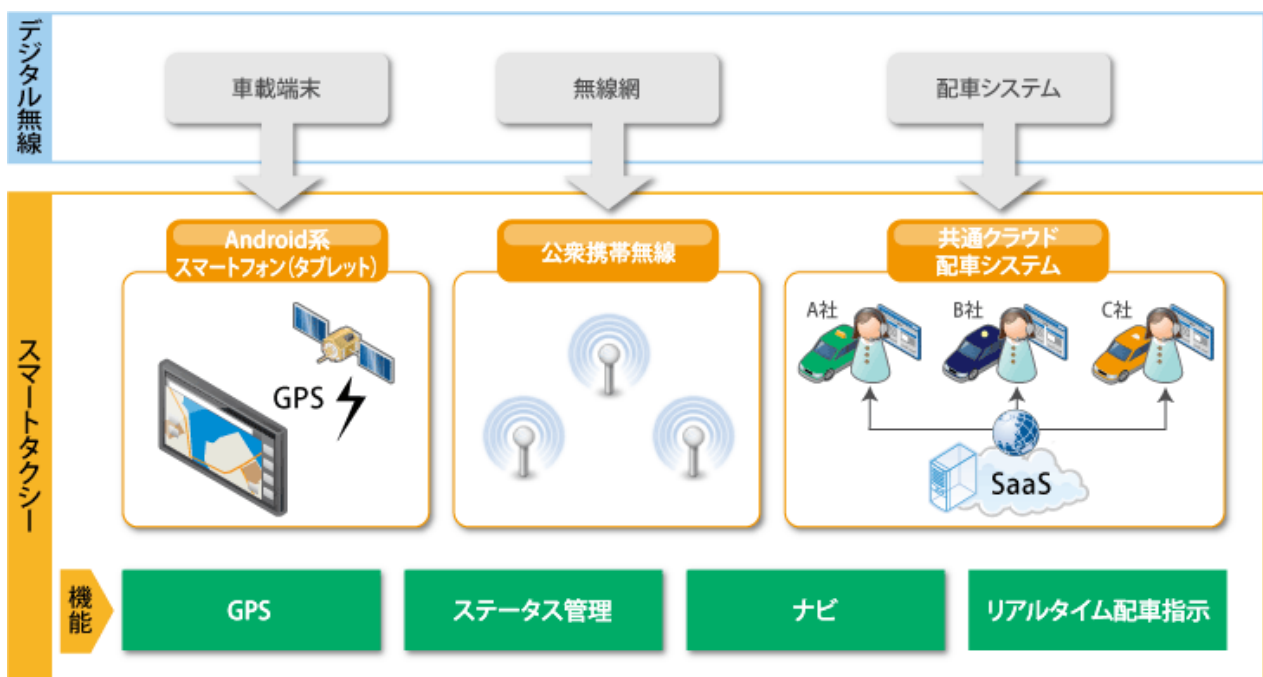 デジタル無線
車載端末
無線網
配車システム
スマートタクシー
Android系
スマートフォン(タブレット)
公衆携帯無線
共通クラウド
配車システム
GPS
A社
B社
C社
SaaS
機能
GPS
ステータス管理
ナビ
リアルタイム配車指示